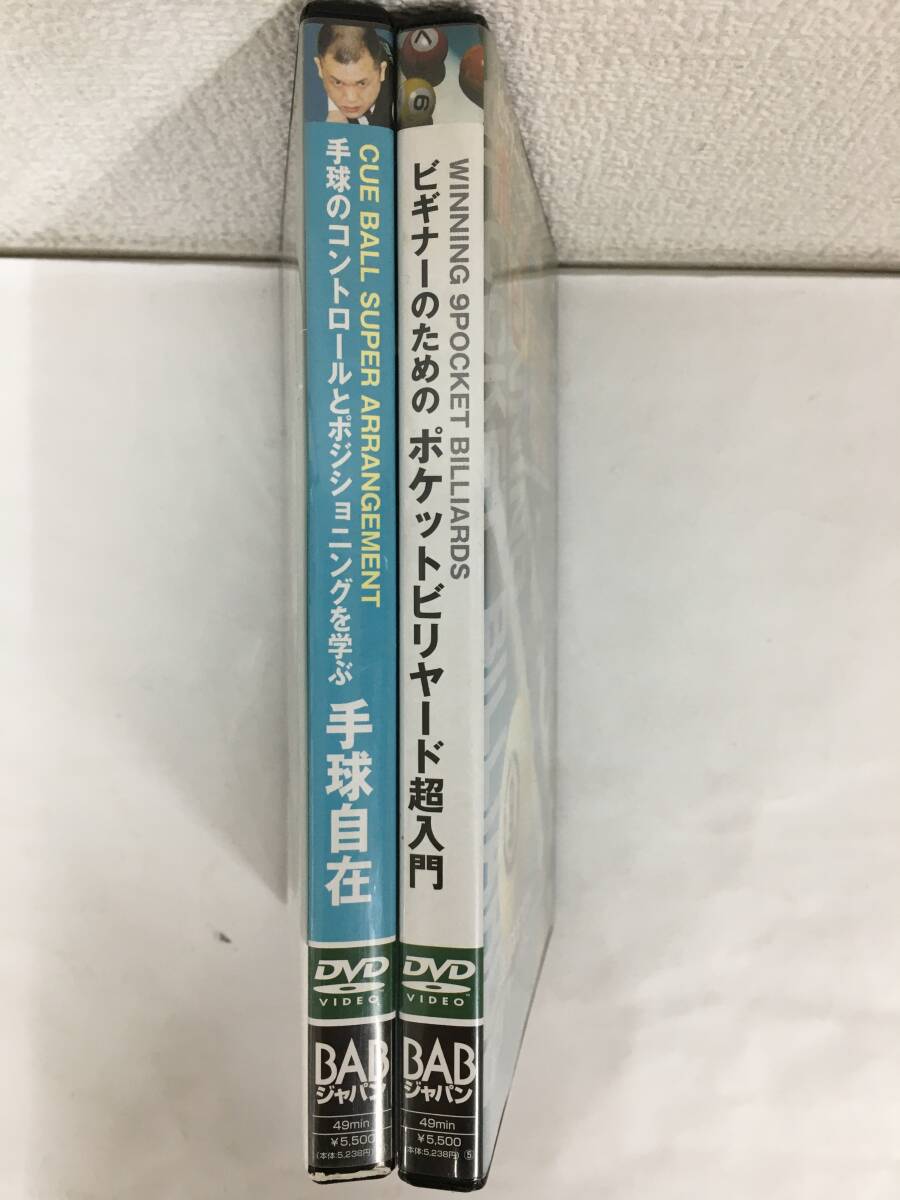 CUE BALL SUPER ARRANGEMENT
手球のコントロールとポジショニングを学ぶ 手球自在
DVD
VIDEO
BAB
ジャパン
49min
¥5,500
(本体:5,238円)
6
WINNING 9POCKET BILLIARDS
ビギナーのための ポケットビリヤード超入門
DVD
VIDEO
BAB
ジャパン
49min
¥5,500
(本体:5,238円) ⑤